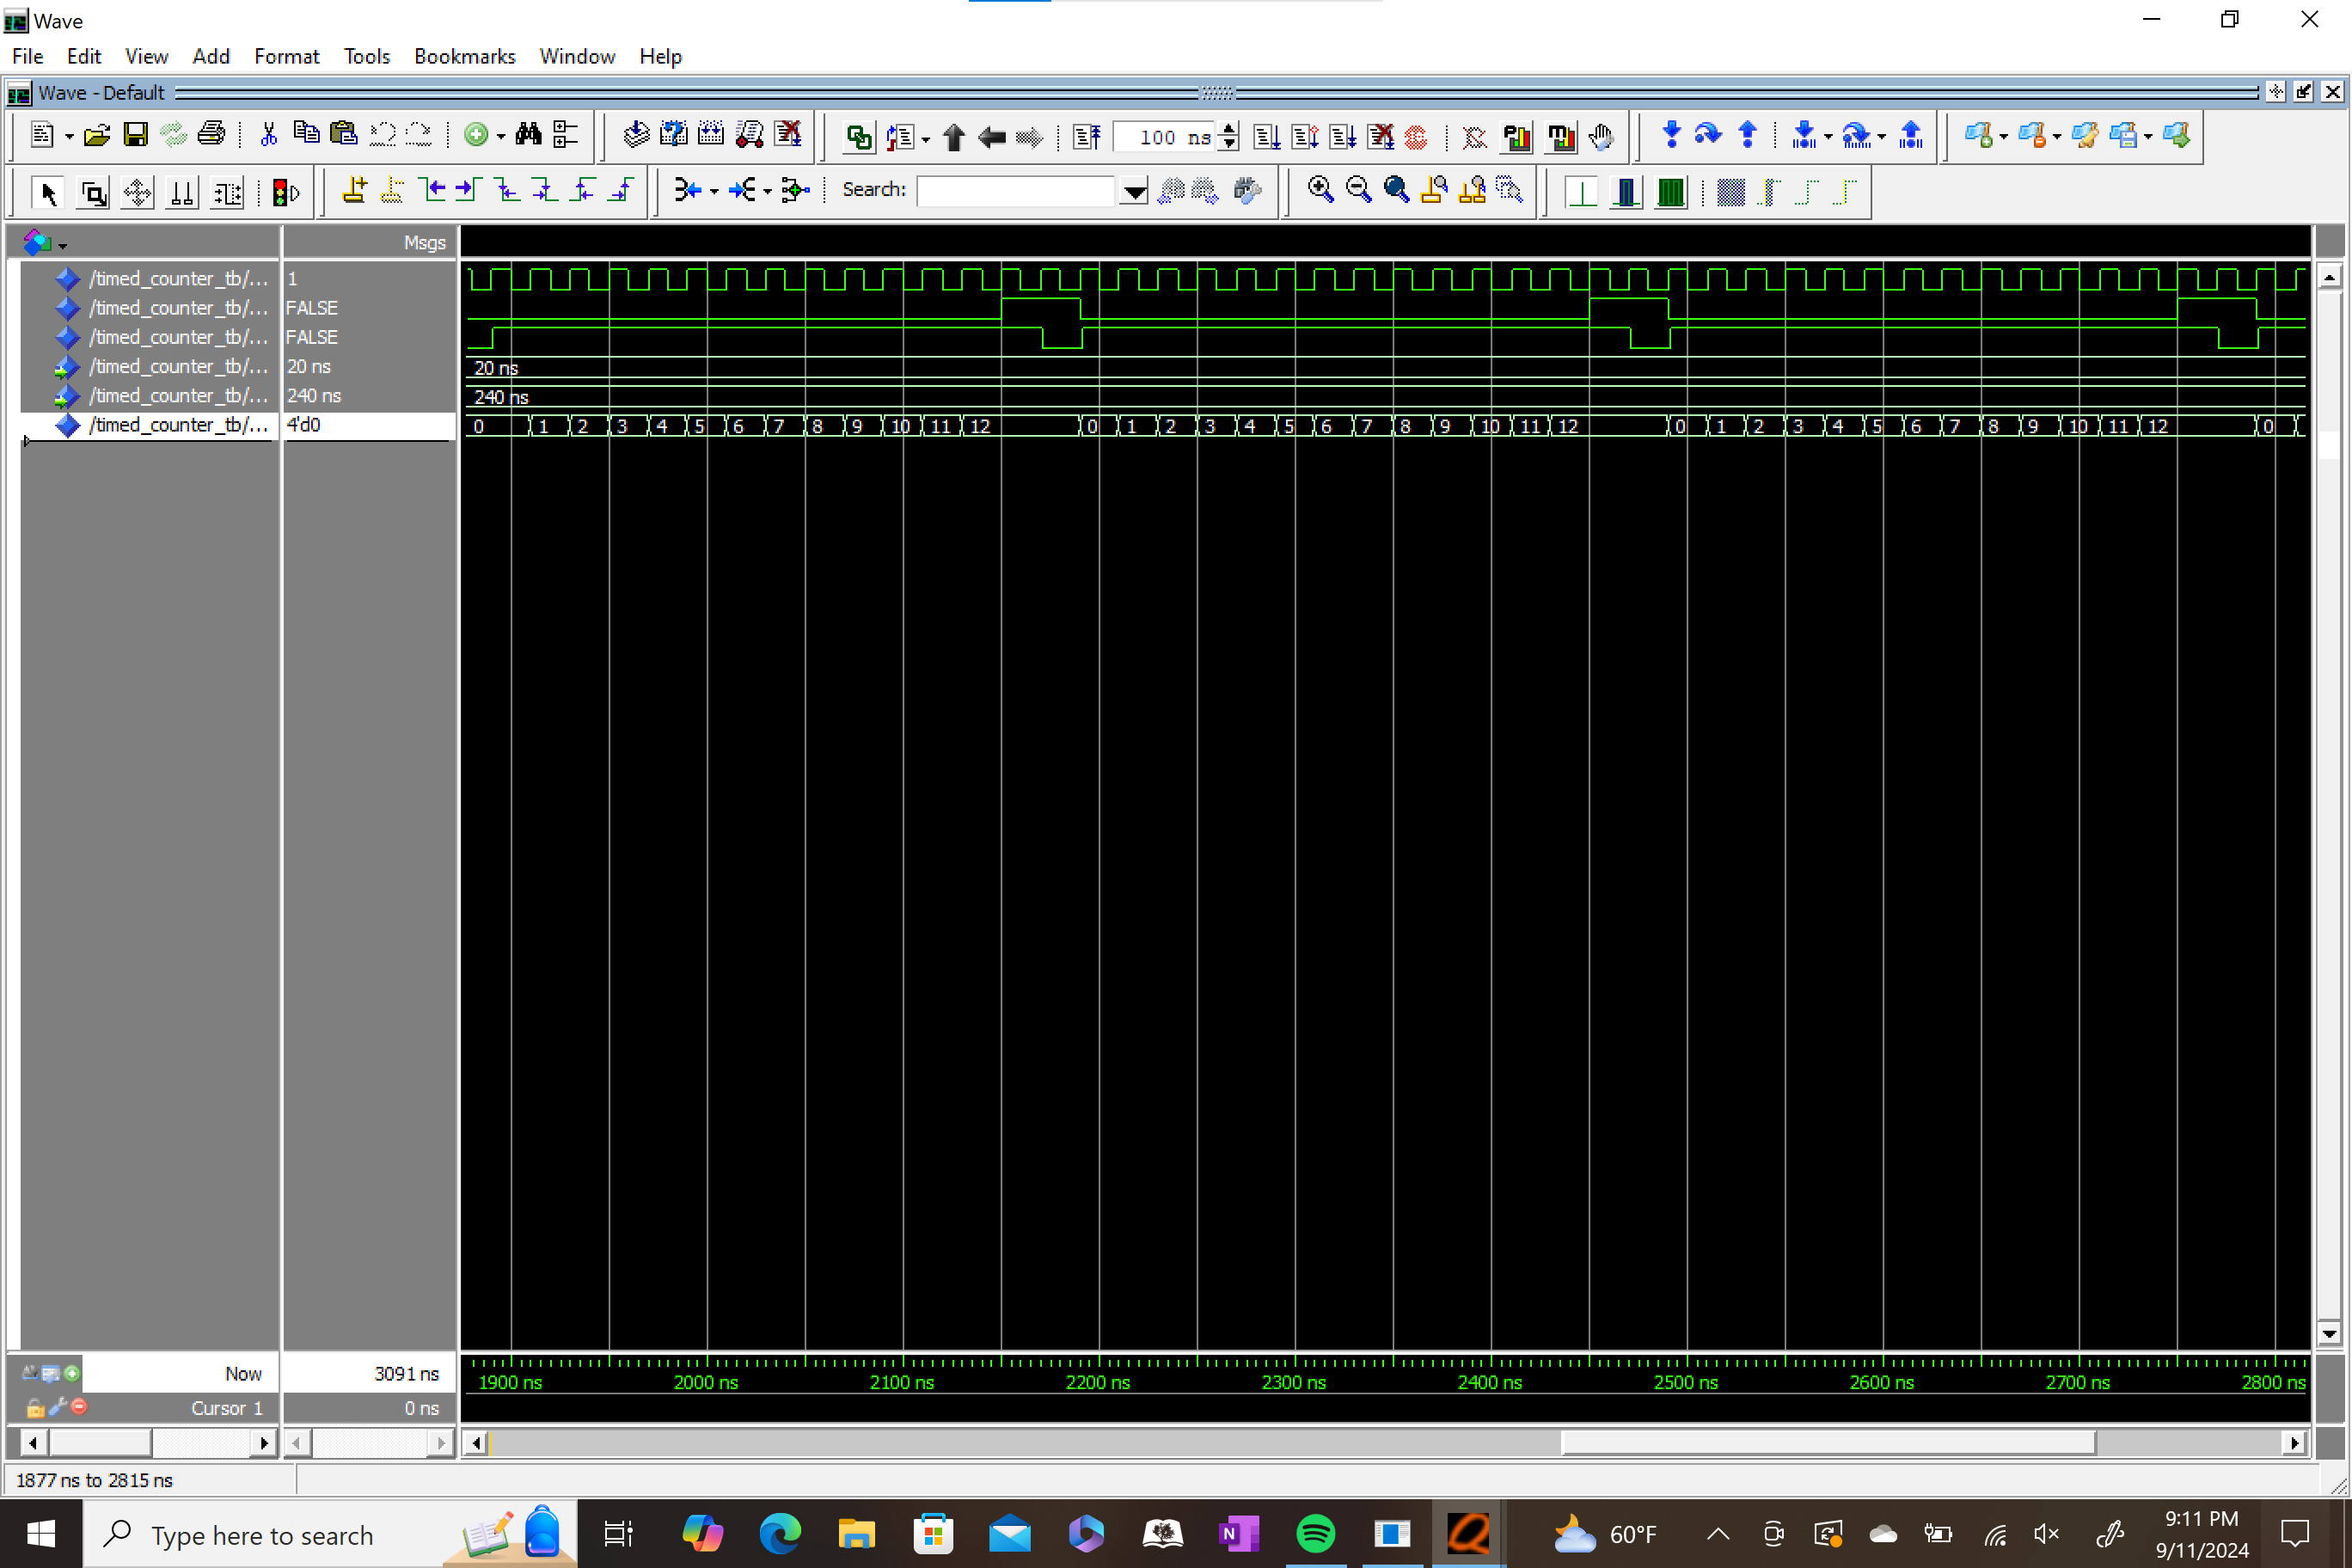 Wave
File Edit View Add Format Tools Bookmarks Window Help
Wave - Default
100 ns
Search:
Msgs
/timed_counter_tb/... 1
/timed_counter_tb/... FALSE
/timed_counter_tb/... FALSE
/timed_counter_tb/... 20 ns 20 ns
/timed_counter_tb/... 240 ns 240 ns
/timed_counter_tb/... 4'd0 0 1 2 3 4 5 6 7 8 9 10 11 12 0 1 2 3 4 5 6 7 8 9 10 11 12 0 1 2 3 4 5 6 7 8 9 10 11 12 0
Now 3091 ns 1900 ns 2000 ns 2100 ns 2200 ns 2300 ns 2400 ns 2500 ns 2600 ns 2700 ns 2800 ns
Cursor 1 0 ns
1877 ns to 2815 ns
Type here to search
N
60°F
9:11 PM
9/11/2024